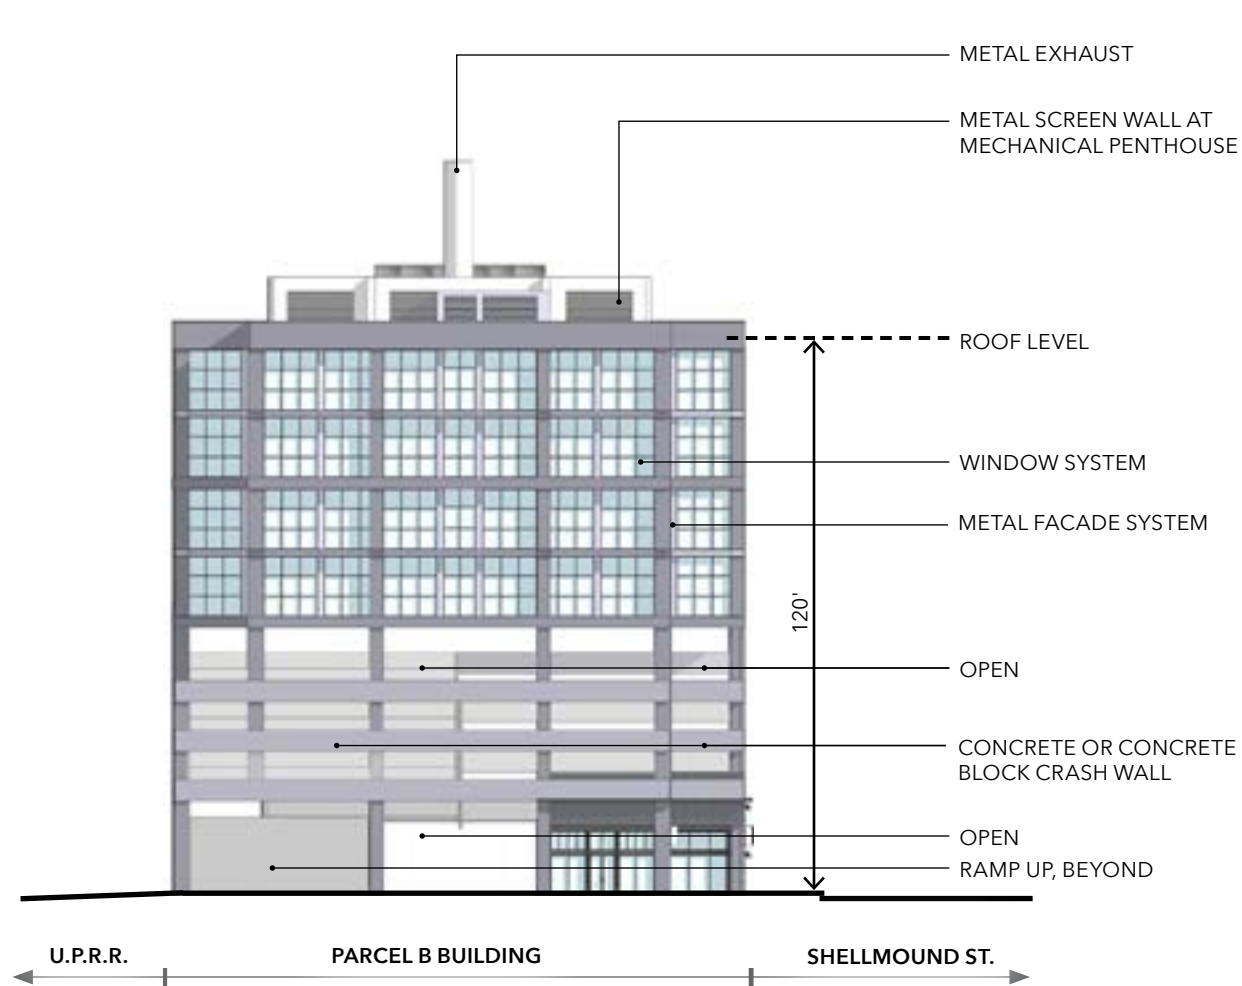 METAL EXHAUST
METAL SCREEN WALL AT
MECHANICAL PENTHOUSE
ROOF LEVEL
WINDOW SYSTEM
METAL FACADE SYSTEM
120'
OPEN
CONCRETE OR CONCRETE
BLOCK CRASH WALL
OPEN
RAMP UP, BEYOND
U.P.R.R.
PARCEL B BUILDING
SHELLMOUND ST.